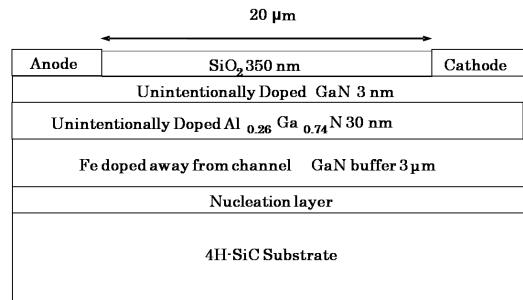 20 μm
Anode SiO2 350 nm Cathode
Unintentionally Doped GaN 3 nm
Unintentionally Doped Al 0.26 Ga 0.74 N 30 nm
Fe doped away from channel GaN buffer 3 μm
Nucleation layer
4H-SiC Substrate